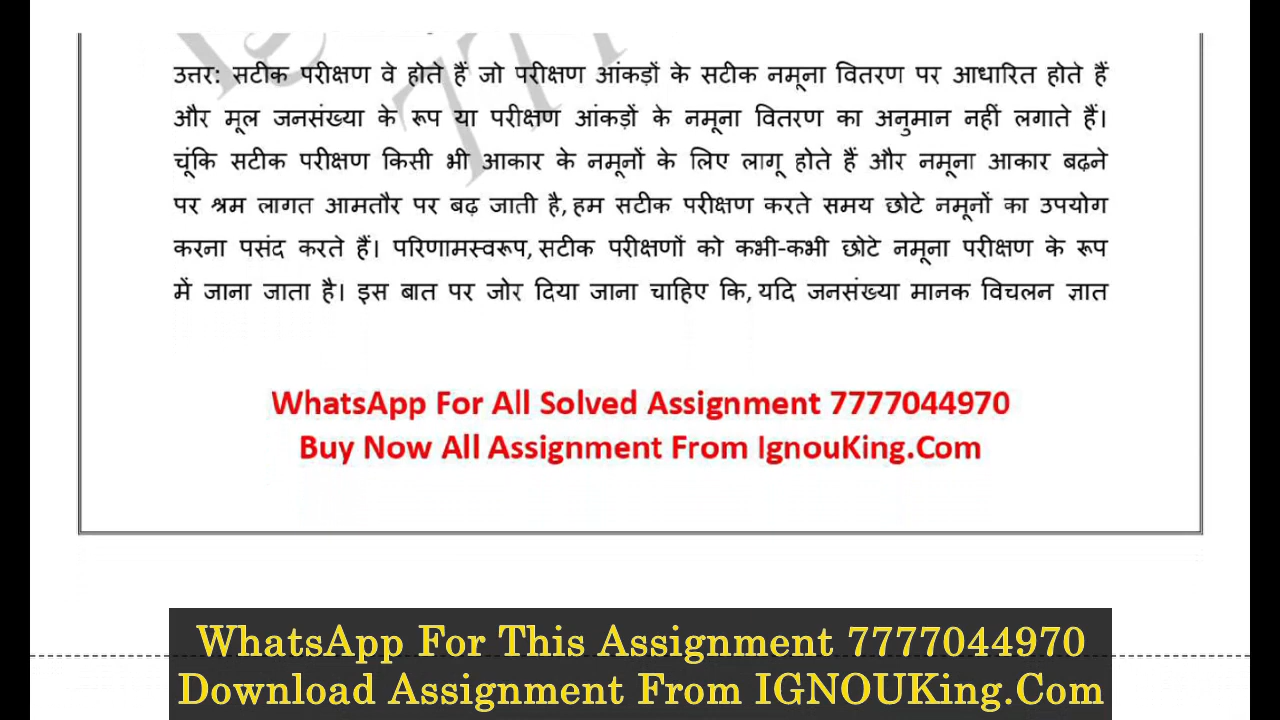 उत्तर: सटीक परीक्षण वे होते हैं जो परीक्षण आंकड़ों के सटीक नमूना वितरण पर आधारित होते हैं
और मूल जनसंख्या के रूप या परीक्षण आंकड़ों के नमूना वितरण का अनुमान नहीं लगाते हैं।
चूंकि सटीक परीक्षण किसी भी आकार के नमूनों के लिए लागू होते हैं और नमूना आकार बढ़ने
पर श्रम लागत आमतौर पर बढ़ जाती है, हम सटीक परीक्षण करते समय छोटे नमूनों का उपयोग
करना पसंद करते हैं। परिणामस्वरूप, सटीक परीक्षणों को कभी-कभी छोटे नमूना परीक्षण के रूप
में जाना जाता है। इस बात पर जोर दिया जाना चाहिए कि, यदि जनसंख्या मानक विचलन ज्ञात
WhatsApp For All Solved Assignment 7777044970
Buy Now All Assignment From IgnouKing.Com
WhatsApp For This Assignment 7777044970
Download Assignment From IGNOUKing.Com